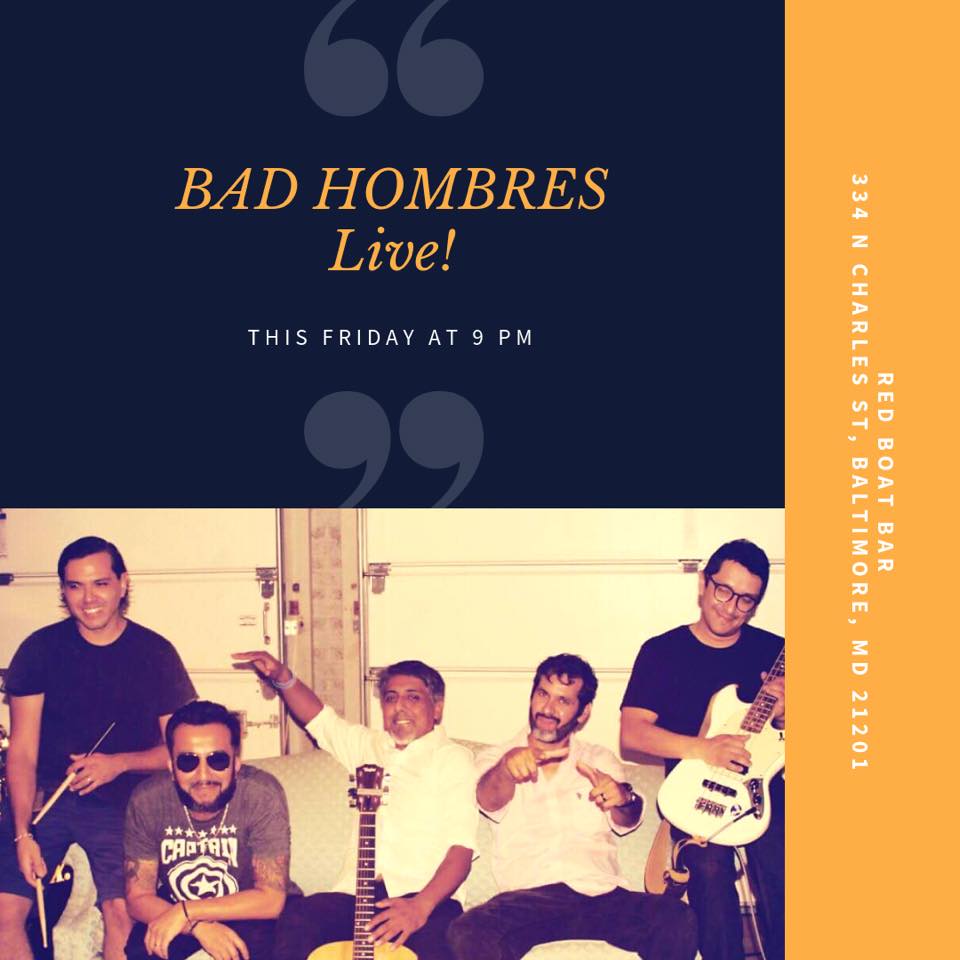 BAD HOMBRES
Live!
THIS FRIDAY AT 9 PM
RED BOAT BAR
334 N CHARLES ST, BALTIMORE, MD 21201
CAPTAIN